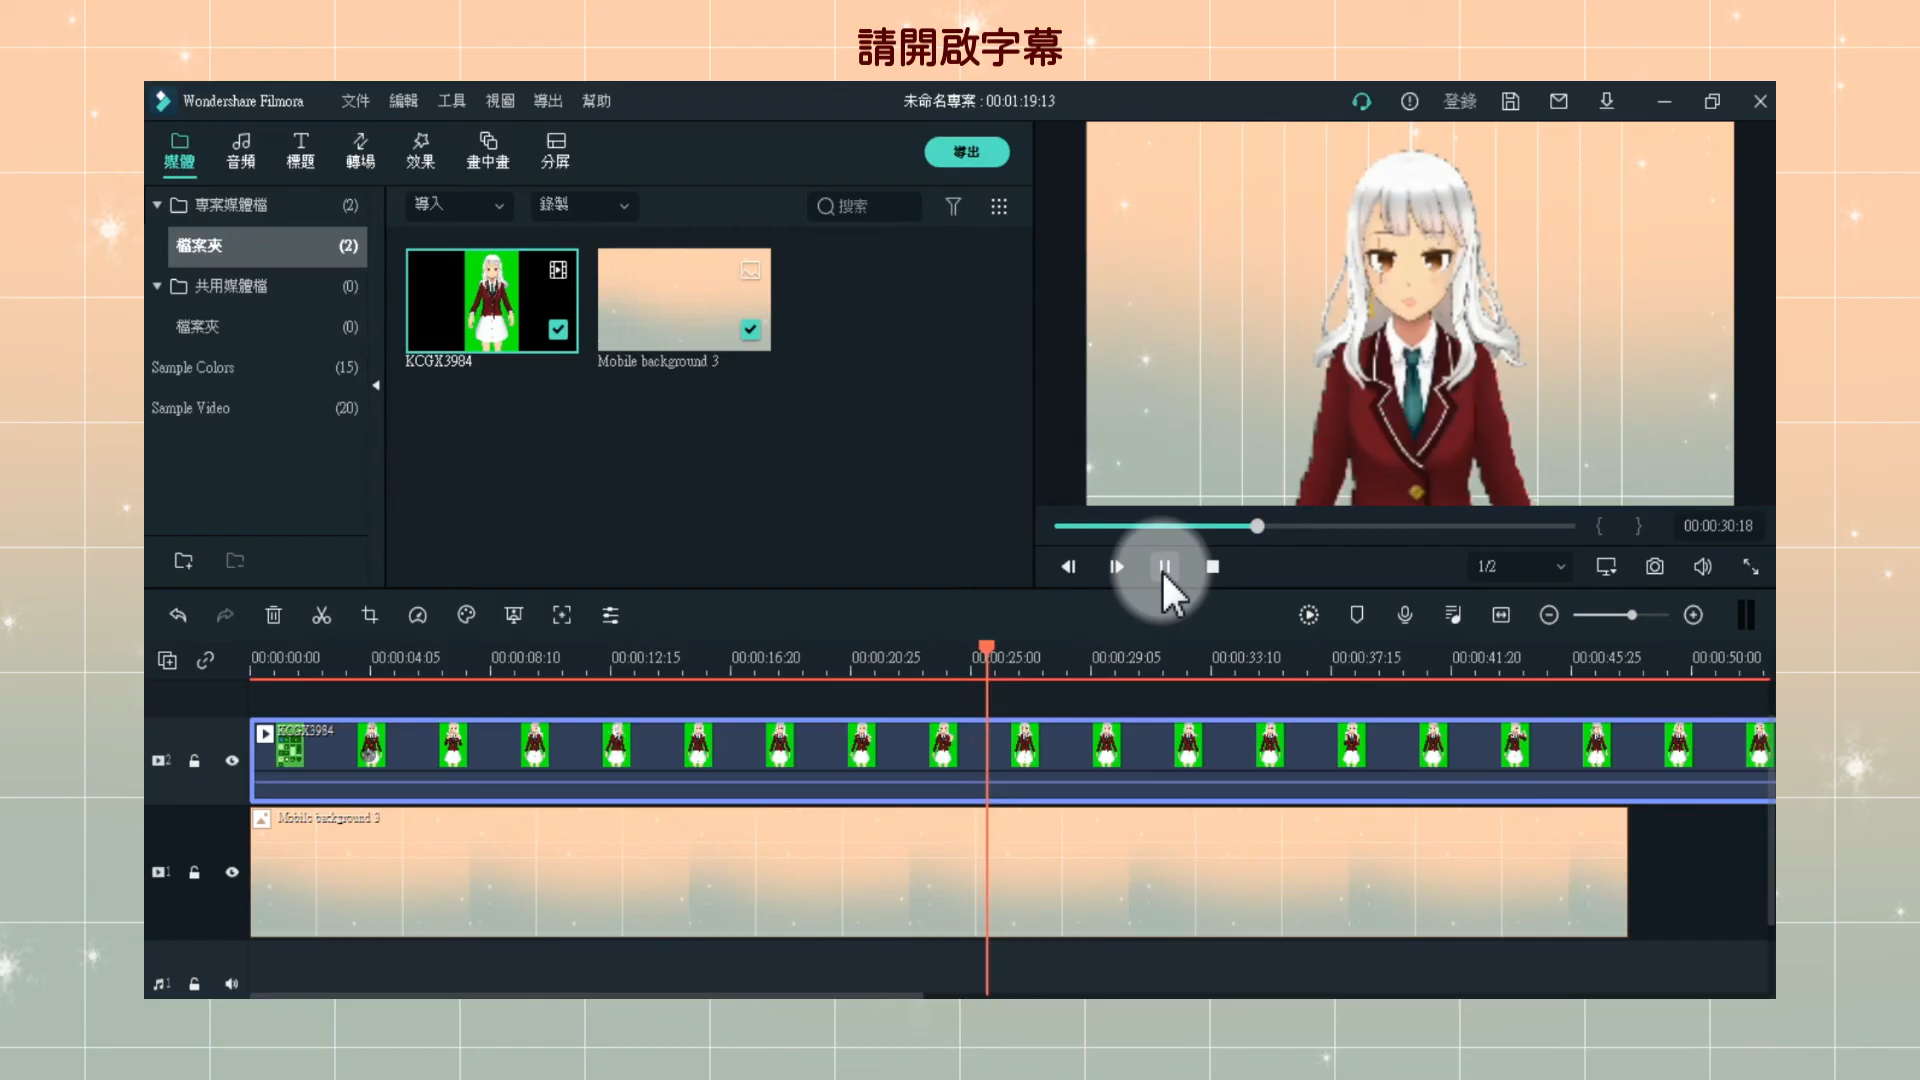 請開啟字幕
Wondershare Filmora 文件 編輯 工具 視圖 導出 幫助 未命名專案 : 00:01:19:13 登錄
媒體 音頻 標題 轉場 效果 畫中畫 分屏 導出
專案媒體檔 (2) 導入 錄製 搜索
檔案夾 (2)
共用媒體檔 (0)
檔案夾 (0)
KCGX3984 Mobile background 3
Sample Colors (15)
Sample Video (20)
00:00:30:18
1/2
00:00:00:00 00:00:04:05 00:00:08:10 00:00:12:15 00:00:16:20 00:00:20:25 00:00:25:00 00:00:29:05 00:00:33:10 00:00:37:15 00:00:41:20 00:00:45:25 00:00:50:00
KCGX3984
2
Mobile background 3
1
1